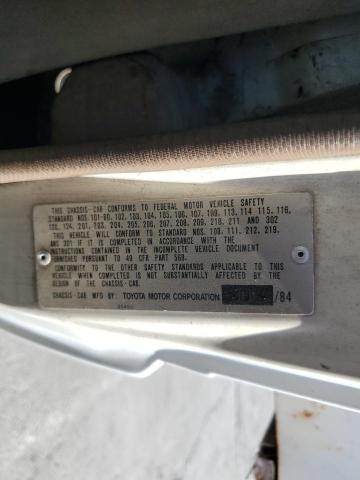 THIS CHASSIS-CAB CONFORMS TO FEDERAL MOTOR VEHICLE SAFETY
STANDARD NOS.101-80, 102, 103, 104, 105, 106, 107, 109, 113, 114, 115, 116,
124, 201, 203, 204, 205, 206, 207, 208, 209, 210, 211 AND 302
THIS VEHICLE WILL CONFORM TO STANDARD NOS. 108, 111, 212, 219,
AND 301 IF IT IS COMPLETED IN ACCORDANCE WITH THE
INSTRUCTIONS CONTAINED IN THE INCOMPLETE VEHICLE DOCUMENT
FURNISHED PURSUANT TO 49 CFR PART 568.
CONFORMITY TO THE OTHER SAFETY STANDARDS APPLICABLE TO THIS
VEHICLE WHEN COMPLETED IS NOT SUBSTANTIALLY AFFECTED BY THE
DESIGN OF THE CHASSIS-CAB.
CHASSIS-CAB MFD BY: TOYOTA MOTOR CORPORATION /84